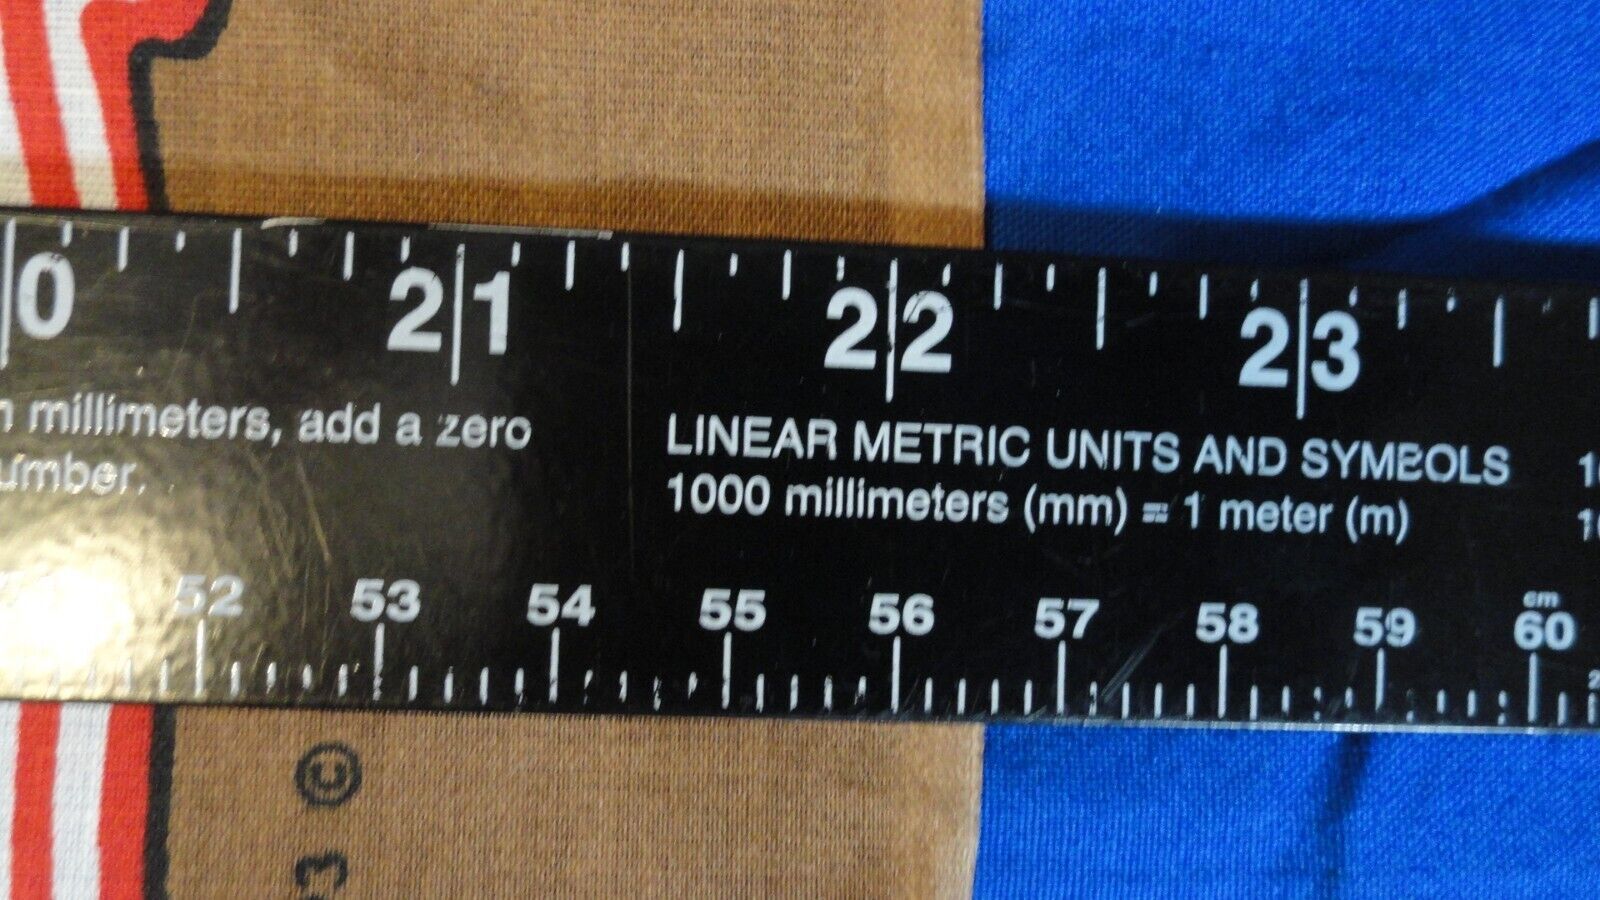 0 21 22 23
millimeters, add a zero
LINEAR METRIC UNITS AND SYMBOLS
1000 millimeters (mm) = 1 meter (m)
52 53 54 55 56 57 58 59 cm 60
©